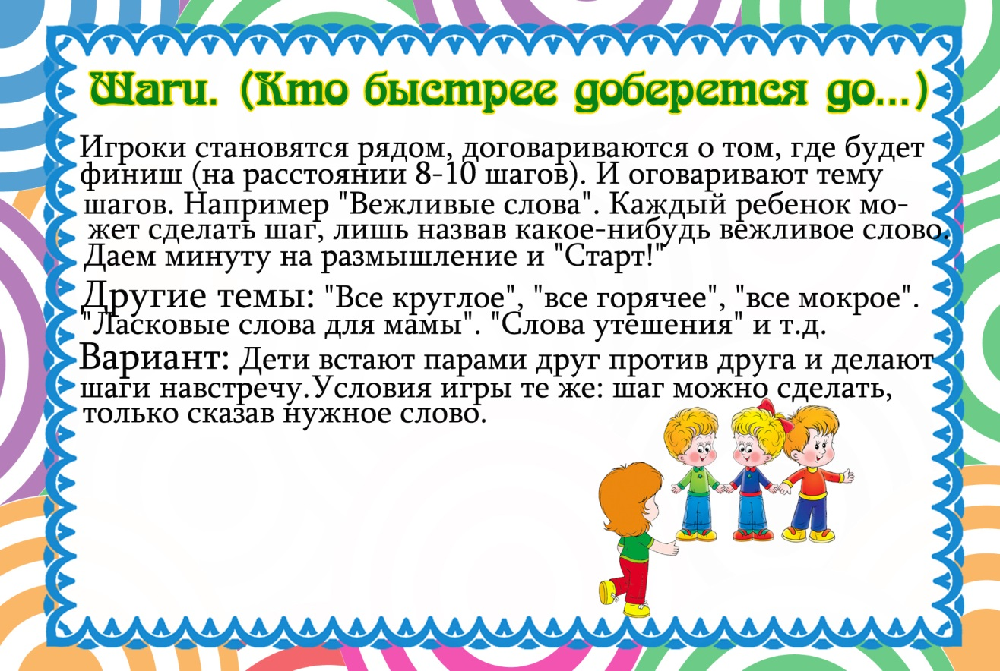 Шаги. (Кто быстрее доберется до...)
Игроки становятся рядом, договариваются о том, где будет
финиш (на расстоянии 8-10 шагов). И оговаривают тему
шагов. Например "Вежливые слова". Каждый ребенок мо-
жет сделать шаг, лишь назвав какое-нибудь вежливое слово.
Даем минуту на размышление и "Старт!"
Другие темы: "Все круглое", "все горячее", "все мокрое".
"Ласковые слова для мамы". "Слова утешения" и т.д.
Вариант: Дети встают парами друг против друга и делают
шаги навстречу.Условия игры те же: шаг можно сделать,
только сказав нужное слово.